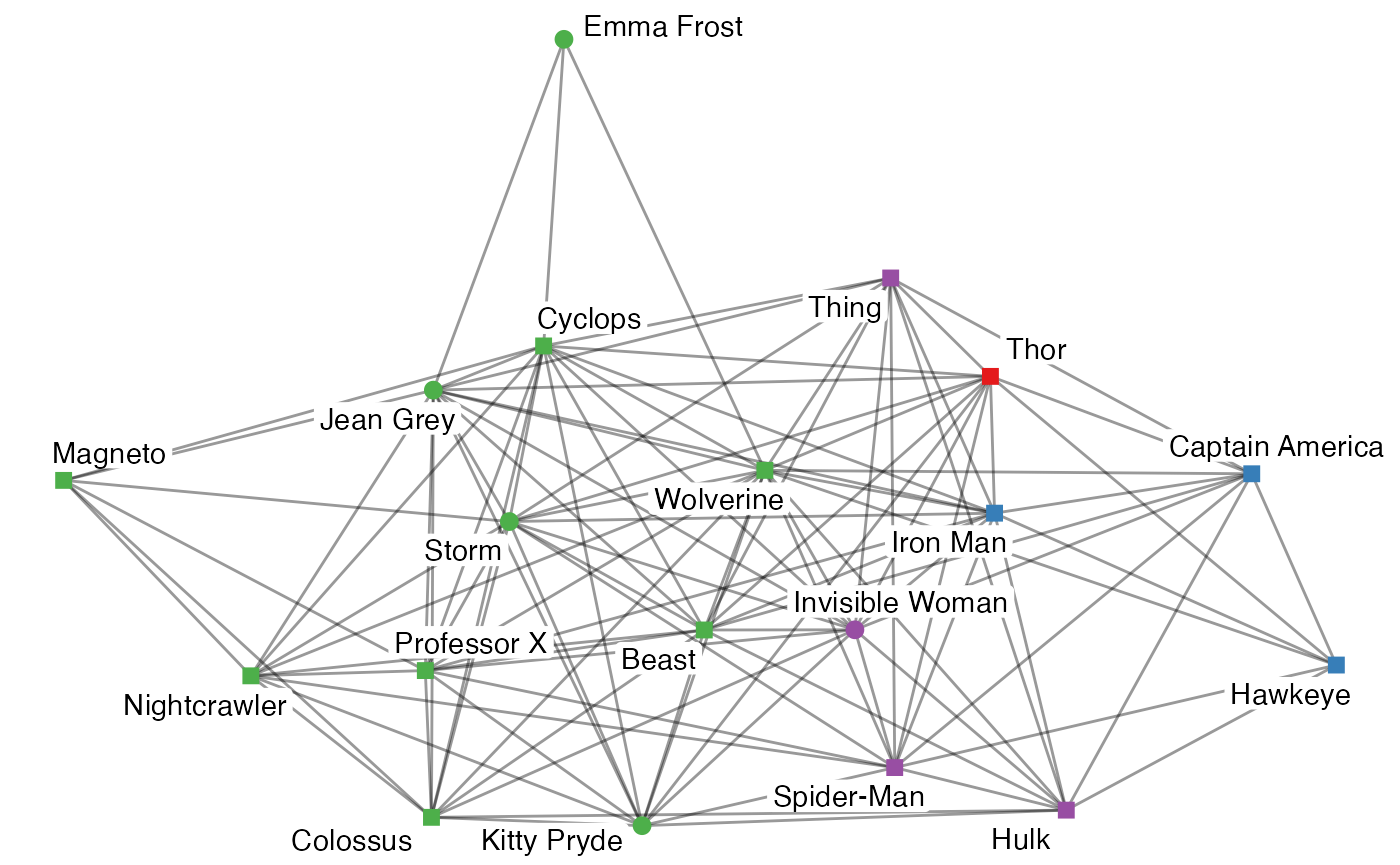 Emma Frost
Thing
Cyclops
Thor
Jean Grey
Captain America
Magneto
Wolverine
Iron Man
Storm
Invisible Woman
Professor X
Beast
Hawkeye
Nightcrawler
Spider-Man
Colossus
Kitty Pryde
Hulk